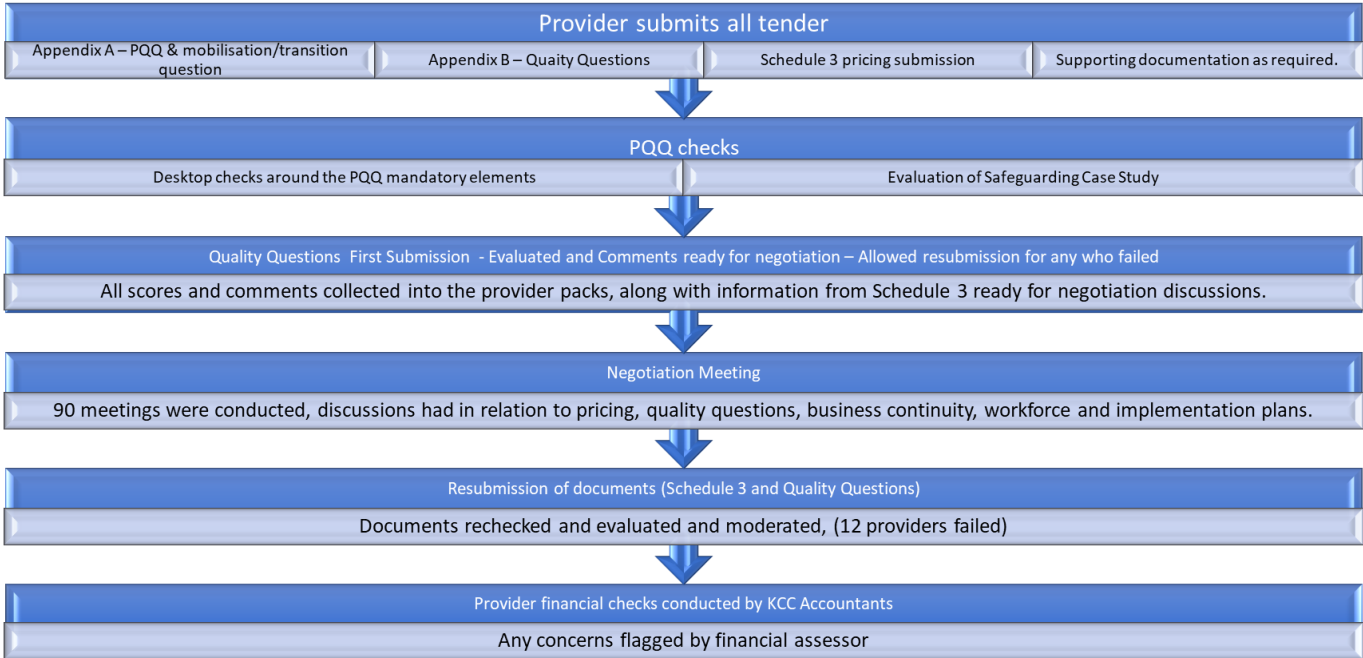 Provider submits all tender
Appendix A – PQQ & mobilisation/transition
question
Appendix B – Quaity Questions
Schedule 3 pricing submission
Supporting documentation as required.
PQQ checks
Desktop checks around the PQQ mandatory elements
Evaluation of Safeguarding Case Study
Quality Questions First Submission - Evaluated and Comments ready for negotiation – Allowed resubmission for any who failed
All scores and comments collected into the provider packs, along with information from Schedule 3 ready for negotiation discussions.
Negotiation Meeting
90 meetings were conducted, discussions had in relation to pricing, quality questions, business continuity, workforce and implementation plans.
Resubmission of documents (Schedule 3 and Quality Questions)
Documents rechecked and evaluated and moderated, (12 providers failed)
Provider financial checks conducted by KCC Accountants
Any concerns flagged by financial assessor